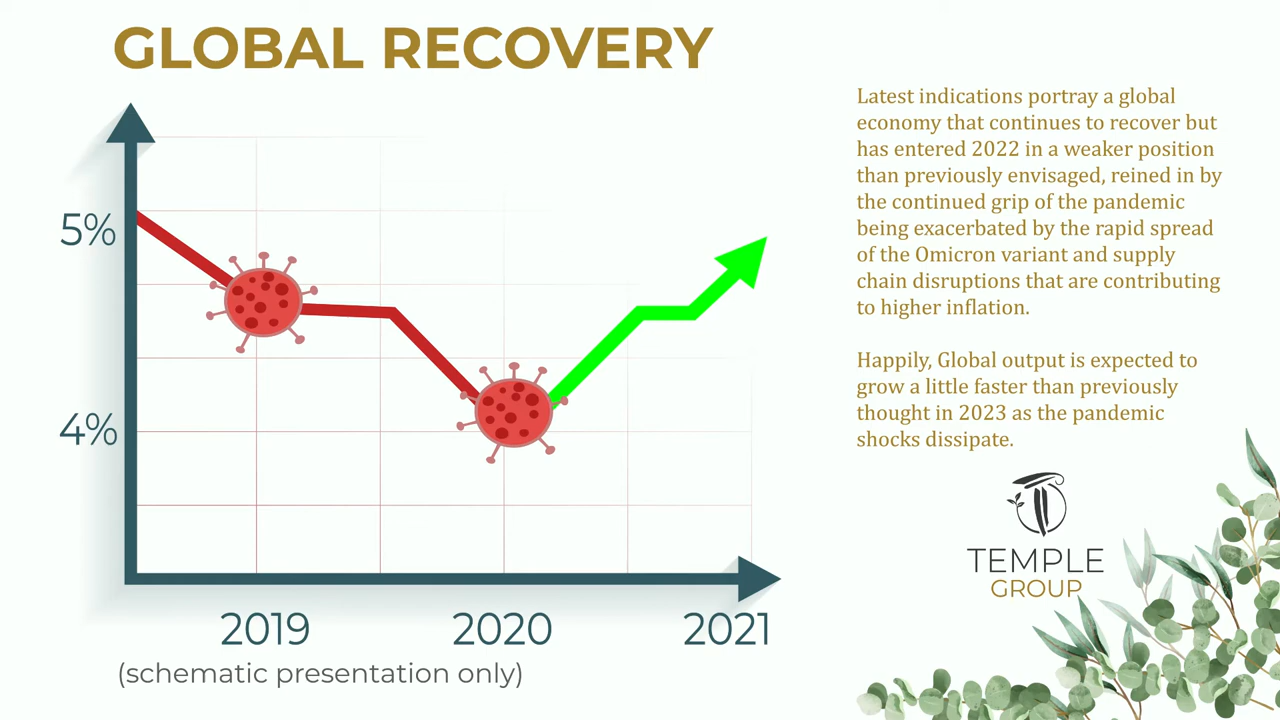 GLOBAL RECOVERY
5%
4%
2019 2020 2021
(schematic presentation only)
Latest indications portray a global
economy that continues to recover but
has entered 2022 in a weaker position
than previously envisaged, reined in by
the continued grip of the pandemic
being exacerbated by the rapid spread
of the Omicron variant and supply
chain disruptions that are contributing
to higher inflation.
Happily, Global output is expected to
grow a little faster than previously
thought in 2023 as the pandemic
shocks dissipate.
TEMPLE
GROUP